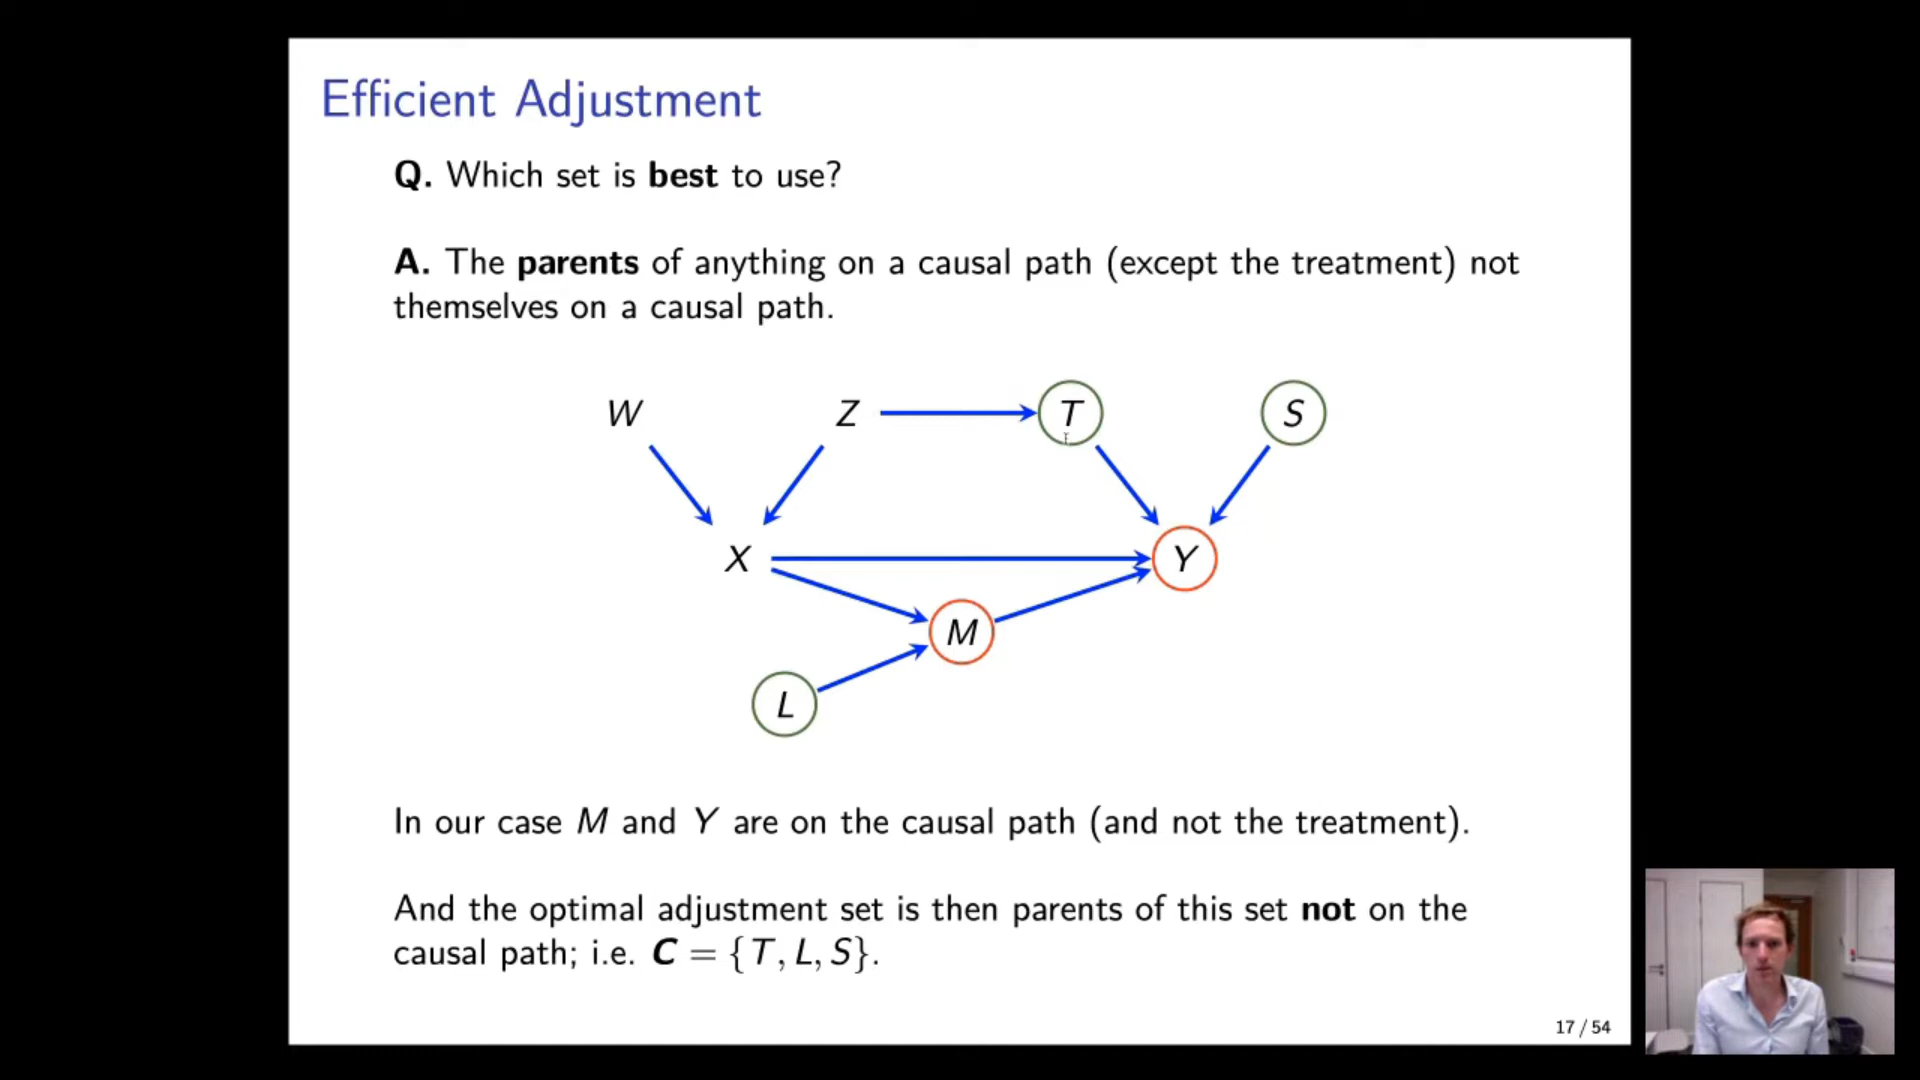 Efficient Adjustment
Q. Which set is best to use?
A. The parents of anything on a causal path (except the treatment) not
themselves on a causal path.
W Z T S
X Y
M
L
In our case M and Y are on the causal path (and not the treatment).
And the optimal adjustment set is then parents of this set not on the
causal path; i.e. C = {T, L, S}.
17 / 54